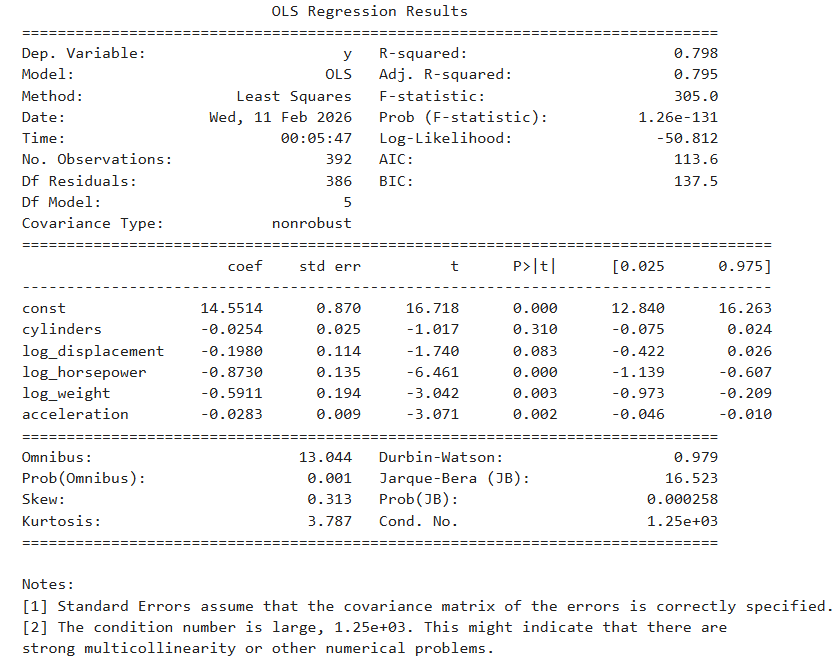 OLS Regression Results
==============================================================================
Dep. Variable:                      y   R-squared:                       0.798
Model:                            OLS   Adj. R-squared:                  0.795
Method:                 Least Squares   F-statistic:                     305.0
Date:                Wed, 11 Feb 2026   Prob (F-statistic):          1.26e-131
Time:                        00:05:47   Log-Likelihood:                -50.812
No. Observations:                 392   AIC:                             113.6
Df Residuals:                     386   BIC:                             137.5
Df Model:                           5
Covariance Type:            nonrobust
====================================================================================
                       coef    std err          t      P>|t|      [0.025      0.975]
------------------------------------------------------------------------------------
const               14.5514      0.870     16.718      0.000      12.840      16.263
cylinders           -0.0254      0.025     -1.017      0.310      -0.075       0.024
log_displacement    -0.1980      0.114     -1.740      0.083      -0.422       0.026
log_horsepower      -0.8730      0.135     -6.461      0.000      -1.139      -0.607
log_weight          -0.5911      0.194     -3.042      0.003      -0.973      -0.209
acceleration        -0.0283      0.009     -3.071      0.002      -0.046      -0.010
==============================================================================
Omnibus:                       13.044   Durbin-Watson:                   0.979
Prob(Omnibus):                  0.001   Jarque-Bera (JB):               16.523
Skew:                           0.313   Prob(JB):                     0.000258
Kurtosis:                       3.787   Cond. No.                     1.25e+03
==============================================================================

Notes:
[1] Standard Errors assume that the covariance matrix of the errors is correctly specified.
[2] The condition number is large, 1.25e+03. This might indicate that there are
strong multicollinearity or other numerical problems.